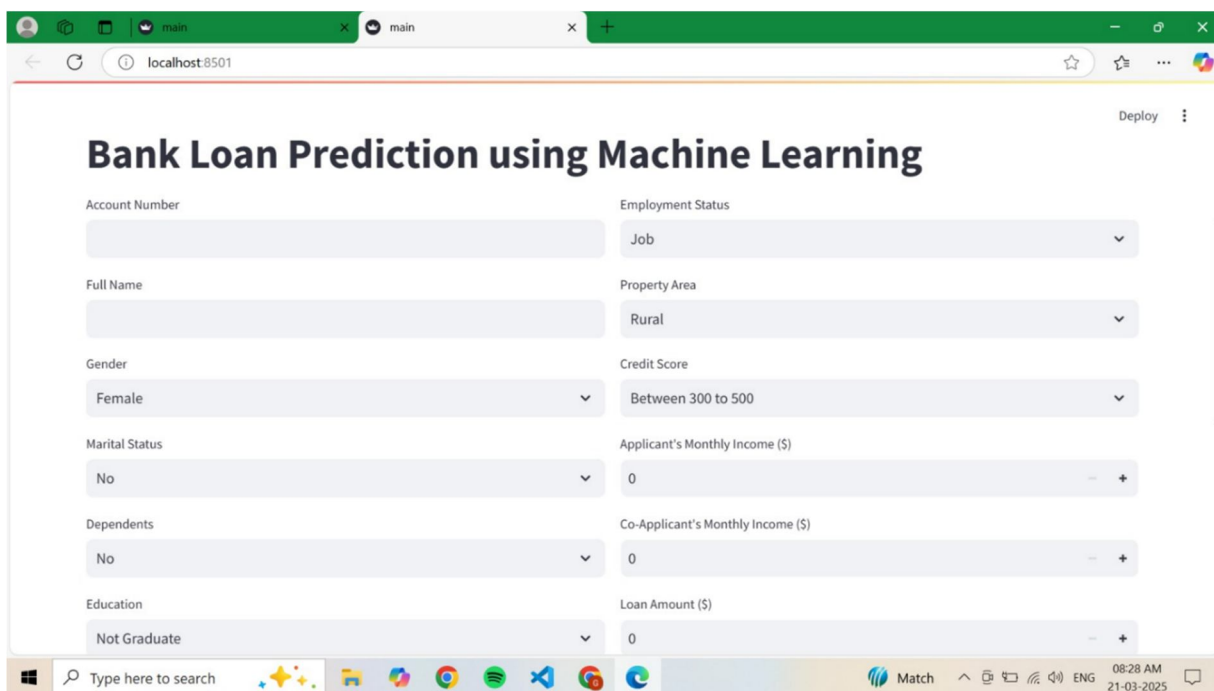 main
main
localhost:8501
Deploy
Bank Loan Prediction using Machine Learning
Account Number
Employment Status
Job
Full Name
Property Area
Rural
Gender
Credit Score
Female
Between 300 to 500
Marital Status
Applicant's Monthly Income ($)
No
0
Dependents
Co-Applicant's Monthly Income ($)
No
0
Education
Loan Amount ($)
Not Graduate
0
Type here to search
Match
ENG
08:28 AM
21-03-2025